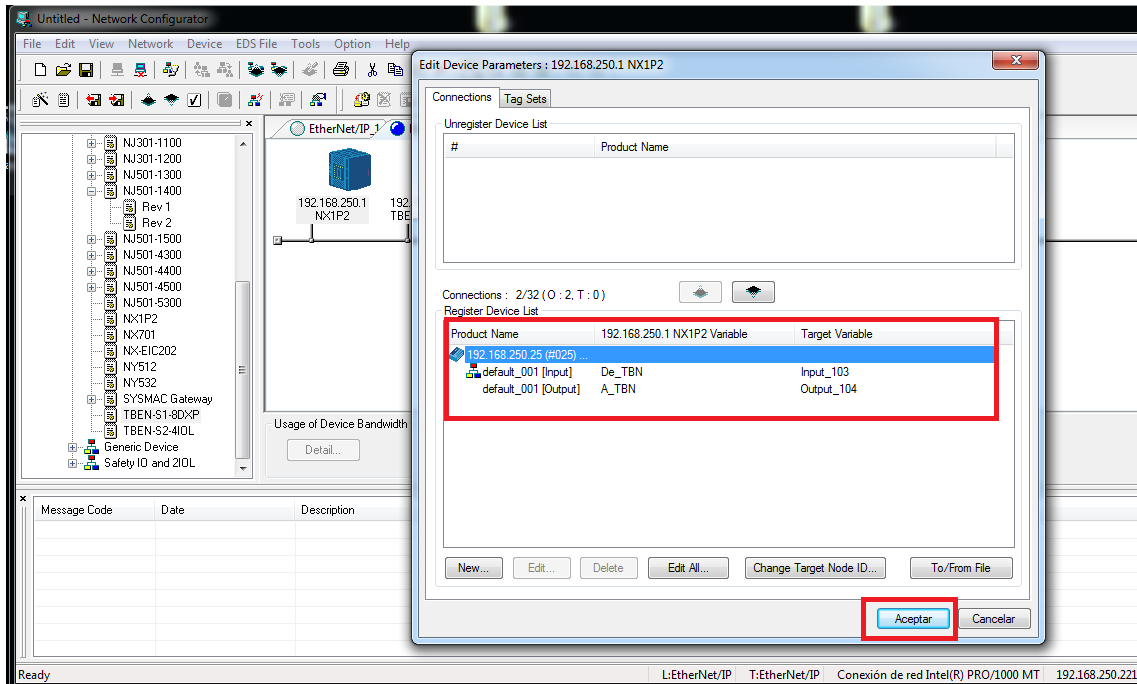 Untitled - Network Configurator
File Edit View Network Device EDS File Tools Option Help
NJ301-1100
NJ301-1200
NJ501-1300
NJ501-1400
Rev 1
Rev 2
NJ501-1500
NJ501-4300
NJ501-4400
NJ501-4500
NJ501-5300
NX1P2
NX701
NX-EIC202
NY512
NY532
SYSMAC Gateway
TBEN-S1-8DXP
TBEN-S2-4IOL
Generic Device
Safety IO and 2IOL
EtherNet/IP_1
192.168.250.1
NX1P2
192.
TBE
Usage of Device Bandwidth
Detail...
Edit Device Parameters : 192.168.250.1 NX1P2
Connections Tag Sets
Unregister Device List
# Product Name
Connections : 2/32 ( O : 2, T : 0 )
Register Device List
Product Name 192.168.250.1 NX1P2 Variable Target Variable
192.168.250.25 (#025) ...
default_001 [Input] De_TBN Input_103
default_001 [Output] A_TBN Output_104
New... Edit... Delete Edit All... Change Target Node ID... To/From File
Aceptar Cancelar
Message Code Date Description
Ready L:EtherNet/IP T:EtherNet/IP Conexión de red Intel(R) PRO/1000 MT 192.168.250.221